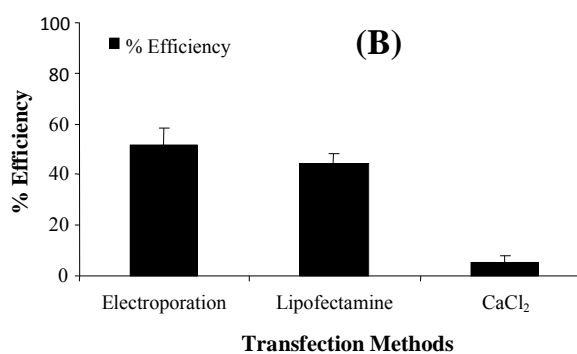 (B)
% Efficiency
% Efficiency
100
80
60
40
20
0
Electroporation Lipofectamine CaCl₂
Transfection Methods